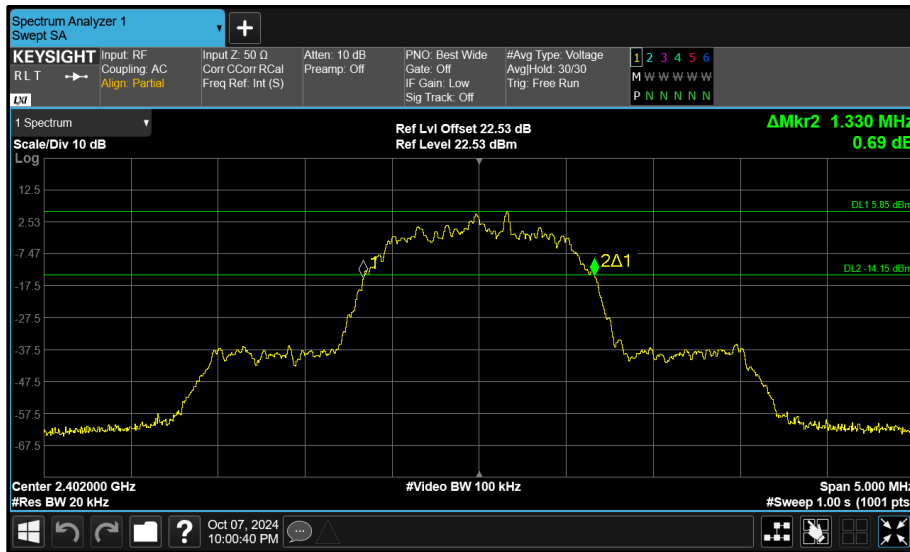 Spectrum Analyzer 1
Swept SA
KEYSIGHT
RLT
LXI
Input: RF
Coupling: AC
Align: Partial
Input Z: 50 Ω
Corr CCorr RCal
Freq Ref: Int (S)
Atten: 10 dB
Preamp: Off
PNO: Best Wide
Gate: Off
IF Gain: Low
Sig Track: Off
#Avg Type: Voltage
Avg|Hold: 30/30
Trig: Free Run
1 2 3 4 5 6
M W W W W W
P N N N N N
1 Spectrum
Scale/Div 10 dB
Log
Ref Lvl Offset 22.53 dB
Ref Level 22.53 dBm
ΔMkr2 1.330 MHz
0.69 dB
12.5
2.53
-7.47
-17.5
-27.5
-37.5
-47.5
-57.5
-67.5
DL1 5.85 dBm
DL2 -14.15 dBm
1
2Δ1
Center 2.402000 GHz
#Res BW 20 kHz
#Video BW 100 kHz
Span 5.000 MHz
#Sweep 1.00 s (1001 pts
?
Oct 07, 2024
10:00:40 PM